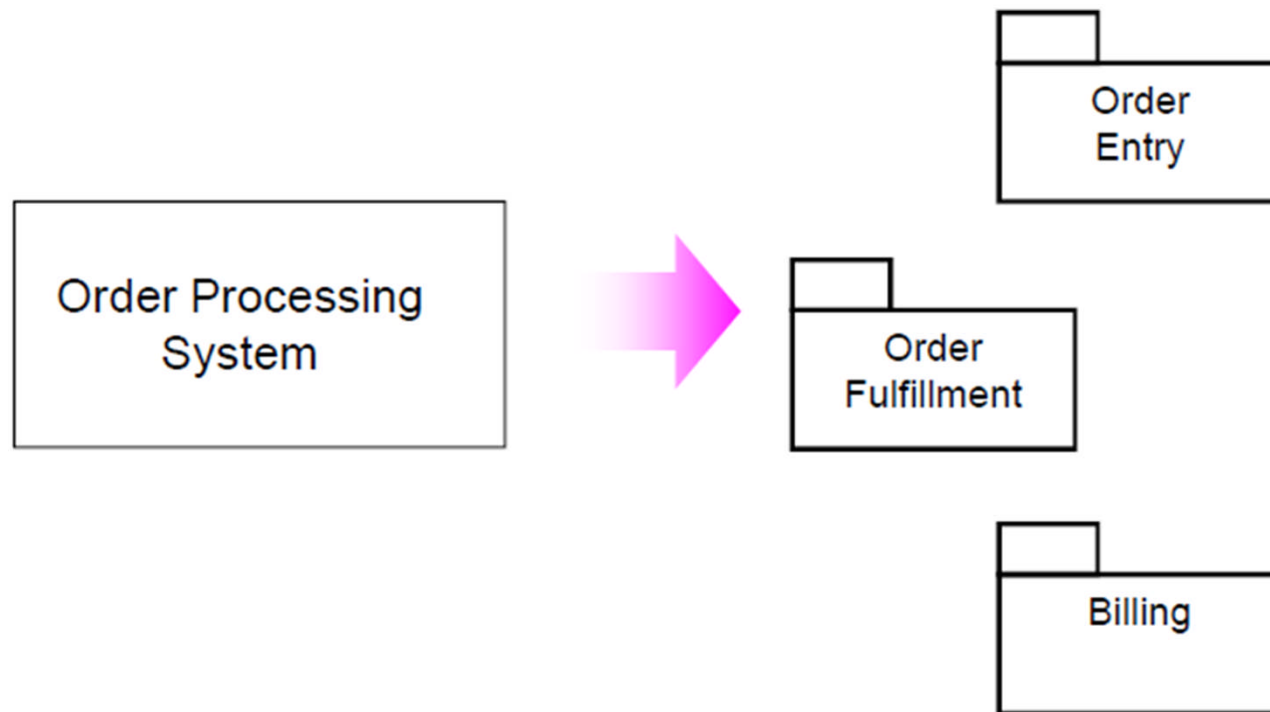 Order Processing
System
Order
Entry
Order
Fulfillment
Billing